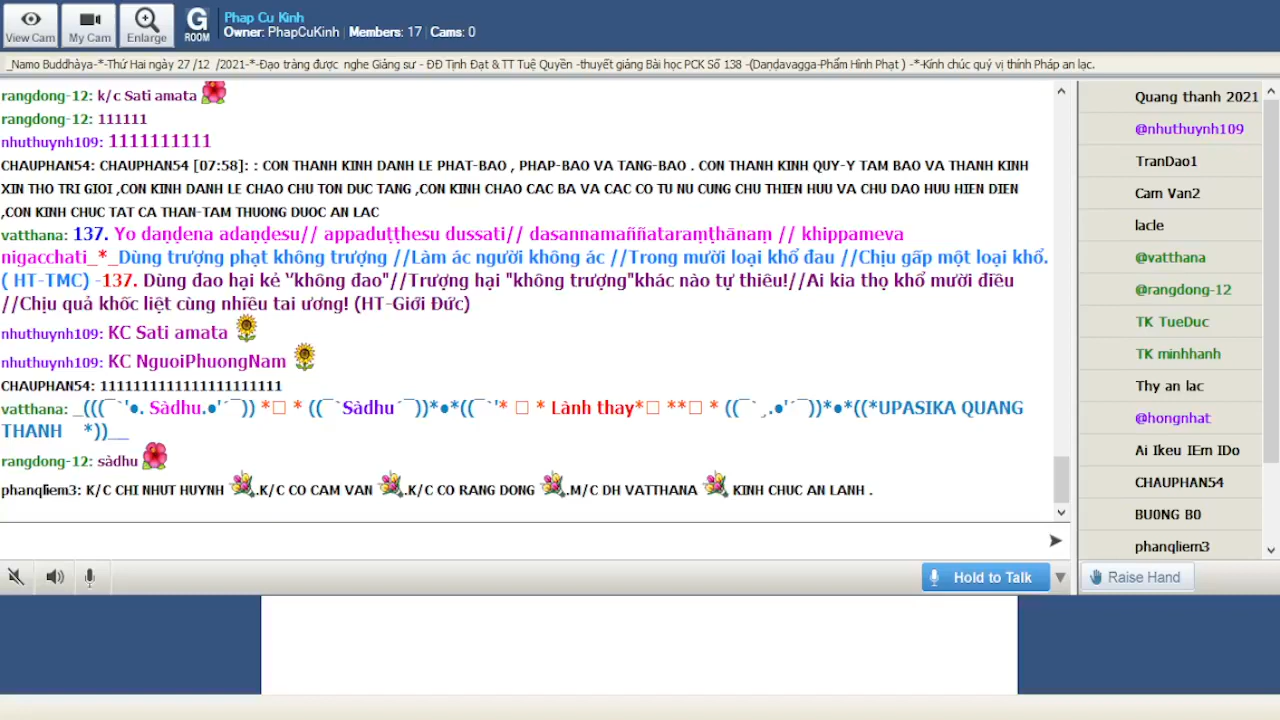 View Cam
My Cam
Enlarge
G
ROOM
Phap Cu Kinh
Owner: PhapCuKinh | Members: 17 | Cams: 0
_Namo Buddhàya-*-Thứ Hai ngày 27 /12 /2021-*-Đạo tràng được nghe Giảng sư - ĐĐ Tịnh Đạt & TT Tuệ Quyền -thuyết giảng Bài học PCK Số 138 -(Daṇḍavagga-Phẩm Hình Phạt ) -*-Kính chúc quý vị thính Pháp an lạc.
rangdong-12: k/c Sati amata
rangdong-12: 111111
nhuthuynh109: 1111111111
CHAUPHAN54: CHAUPHAN54 [07:58]: : CON THANH KINH DANH LE PHAT-BAO , PHAP-BAO VA TANG-BAO . CON THANH KINH QUY-Y TAM BAO VA THANH KINH
XIN THO TRI GIOI ,CON KINH DANH LE CHAO CHU TON DUC TANG ,CON KINH CHAO CAC BA VA CAC CO TU NU CUNG CHU THIEN HUU VA CHU DAO HUU HIEN DIEN
,CON KINH CHUC TAT CA THAN-TAM THUONG DUOC AN LAC
vatthana: 137. Yo daṇḍena adaṇḍesu// appaduṭṭhesu dussati// dasannamaññataraṃṭhānaṃ // khippameva
nigacchati_*_Dùng trượng phạt không trượng //Làm ác người không ác //Trong mười loại khổ đau //Chịu gấp một loại khổ.
( HT-TMC) -137. Dùng đao hại kẻ "không đao"//Trượng hại "không trượng"khác nào tự thiêu!//Ai kia thọ khổ mười điều
//Chịu quả khốc liệt cùng nhiều tai ương! (HT-Giới Đức)
nhuthuynh109: KC Sati amata
nhuthuynh109: KC NguoiPhuongNam
CHAUPHAN54: 1111111111111111111111
vatthana: _(((¯`'•. Sàdhu.•'´¯)) *□ * ((¯`Sàdhu´¯))*•*((¯`'* □ * Lành thay*□ **□ * ((¯`¸.•'´¯))*•*((*UPASIKA QUANG
THANH *))__
rangdong-12: sàdhu
phanqliem3: K/C CHI NHUT HUYNH .K/C CO CAM VAN .K/C CO RANG DONG .M/C DH VATTHANA KINH CHUC AN LANH .
Hold to Talk
Quang thanh 2021
@nhuthuynh109
TranDao1
Cam Van2
lacle
@vatthana
@rangdong-12
TK TueDuc
TK minhhanh
Thy an lac
@hongnhat
Ai Ikeu IEm IDo
CHAUPHAN54
BU0NG B0
phanqliem3
Raise Hand